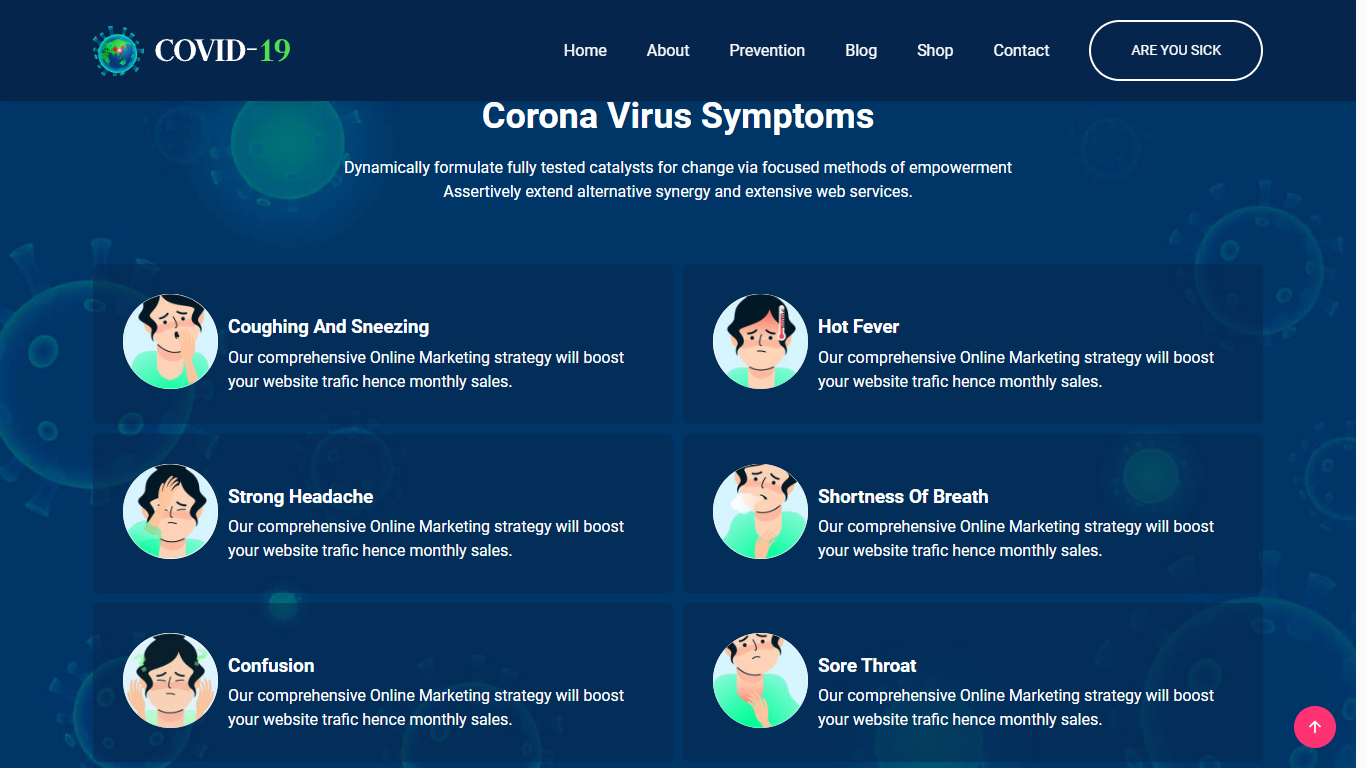 COVID-19
Home
About
Prevention
Blog
Shop
Contact
ARE YOU SICK
Corona Virus Symptoms
Dynamically formulate fully tested catalysts for change via focused methods of empowerment
Assertively extend alternative synergy and extensive web services.
Coughing And Sneezing
Our comprehensive Online Marketing strategy will boost
your website trafic hence monthly sales.
Hot Fever
Our comprehensive Online Marketing strategy will boost
your website trafic hence monthly sales.
Strong Headache
Our comprehensive Online Marketing strategy will boost
your website trafic hence monthly sales.
Shortness Of Breath
Our comprehensive Online Marketing strategy will boost
your website trafic hence monthly sales.
Confusion
Our comprehensive Online Marketing strategy will boost
your website trafic hence monthly sales.
Sore Throat
Our comprehensive Online Marketing strategy will boost
your website trafic hence monthly sales.